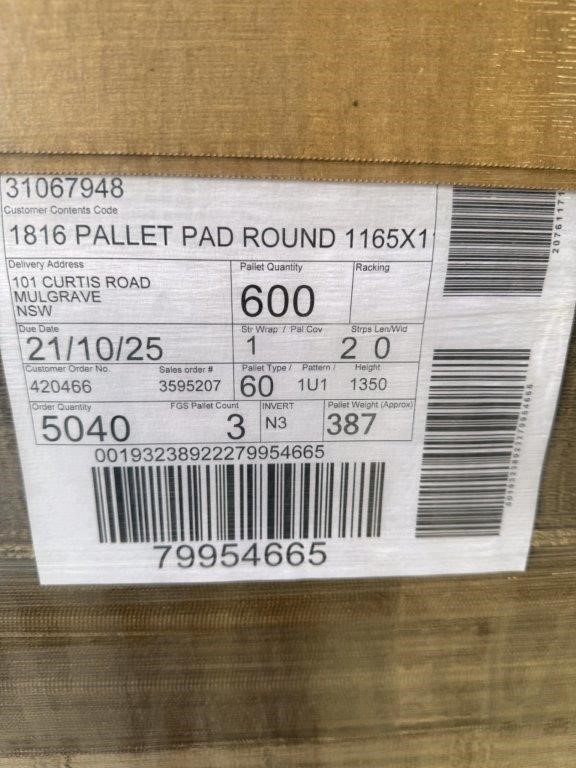 31067948
Customer Contents Code
1816 PALLET PAD ROUND 1165X1
Delivery Address
101 CURTIS ROAD
MULGRAVE
NSW
Pallet Quantity
600
Racking
Due Date
21/10/25
Str Wrap / Pal Cov
1
Strps Len/Wid
2 0
Customer Order No.
420466
Sales order #
3595207
Pallet Type / Pattern / Height
60 1U1 1350
Order Quantity
5040
FGS Pallet Count
3
INVERT
N3
Pallet Weight (Approx)
387
00193238922279954665
79954665
20761171
00193238922279954665